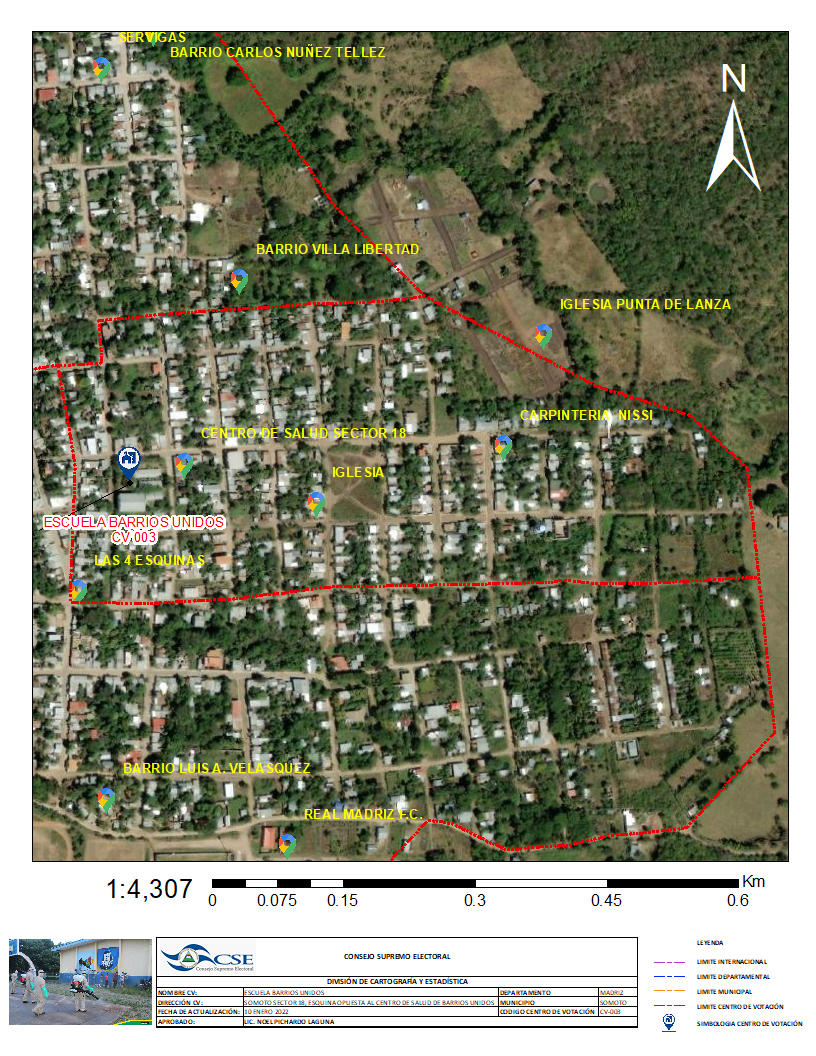 SERVIGAS
BARRIO CARLOS NUÑEZ TELLEZ
N
BARRIO VILLA LIBERTAD
IGLESIA PUNTA DE LANZA
CARPINTERIA NISSI
CENTRO DE SALUD SECTOR 18
IGLESIA
ESCUELA BARRIOS UNIDOS
CV 003
LAS 4 ESQUINAS
BARRIO LUIS A. VELASQUEZ
REAL MADRIZ F.C.
1:4,307
Km
0 0.075 0.15 0.3 0.45 0.6
CSE
Consejo Supremo Electoral
CONSEJO SUPREMO ELECTORAL
DIVISIÓN DE CARTOGRAFÍA Y ESTADÍSTICA
NOMBRE CV: ESCUELA BARRIOS UNIDOS DEPARTAMENTO MADRIZ
DIRECCIÓN CV: SOMOTO SECTOR 18, ESQUINA OPUESTA AL CENTRO DE SALUD DE BARRIOS UNIDOS MUNICIPIO SOMOTO
FECHA DE ACTUALIZACIÓN: 10 ENERO 2022 CODIGO CENTRO DE VOTACIÓN CV-003
APROBADO: LIC. NOEL PICHARDO LAGUNA
LEYENDA
LIMITE INTERNACIONAL
LIMITE DEPARTAMENTAL
LIMITE MUNICIPAL
LIMITE CENTRO DE VOTACIÓN
SIMBOLOGIA CENTRO DE VOTACIÓN